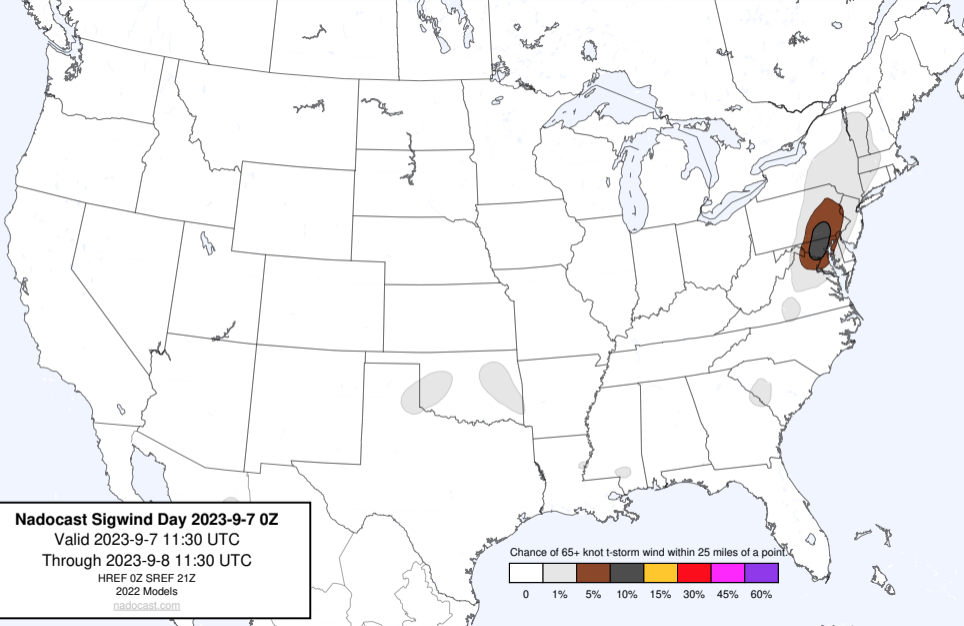 Nadocast Sigwind Day 2023-9-7 0Z
Valid 2023-9-7 11:30 UTC
Through 2023-9-8 11:30 UTC
HREF 0Z SREF 21Z
2022 Models
nadocast.com
Chance of 65+ knot t-storm wind within 25 miles of a point.
0 1% 5% 10% 15% 30% 45% 60%